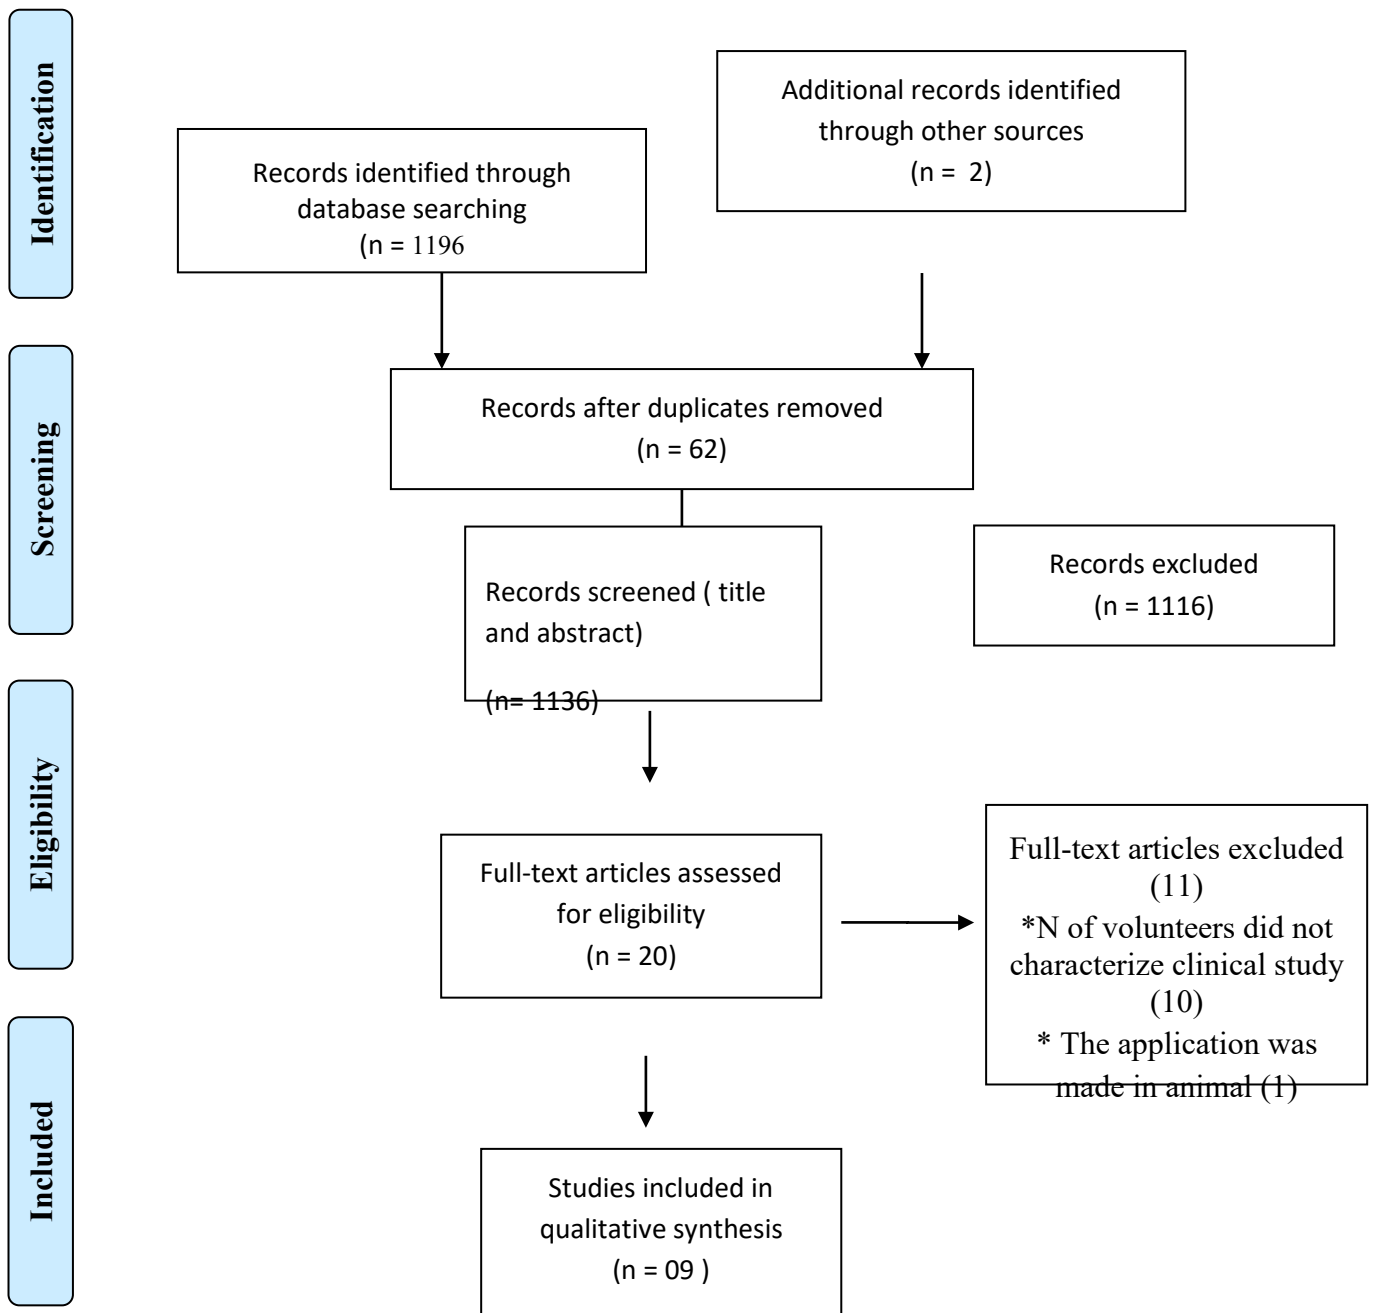 Identification
Additional records identified
through other sources
(n =  2)
Records identified through
database searching
(n = 1196
Screening
Records after duplicates removed
(n = 62)
Records screened ( title
and abstract)
(n= 1136)
Records excluded
(n = 1116)
Eligibility
Full-text articles assessed
for eligibility
(n = 20)
Full-text articles excluded
(11)
*N of volunteers did not
characterize clinical study
(10)
* The application was
made in animal (1)
Included
Studies included in
qualitative synthesis
(n = 09 )